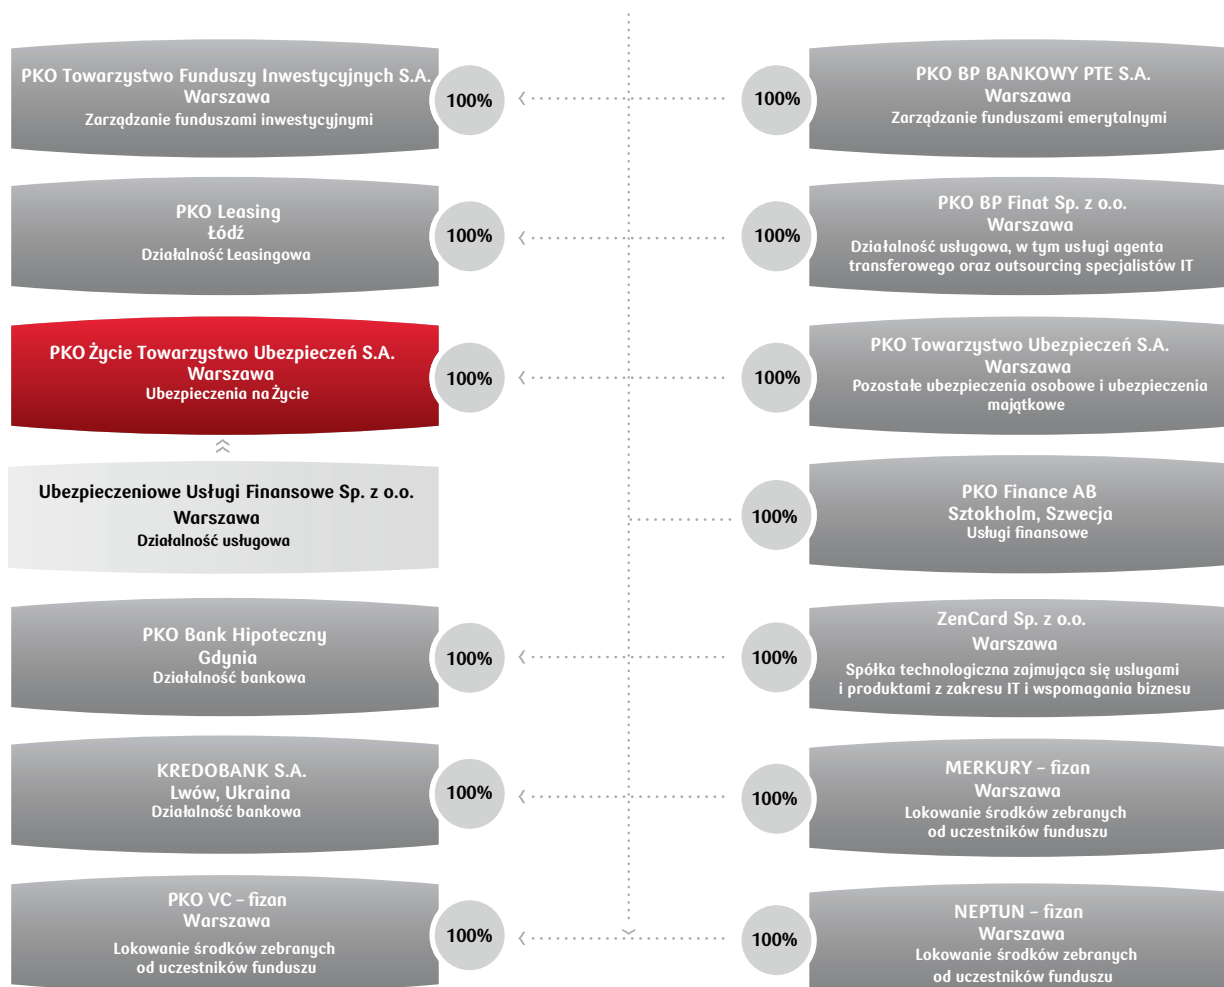 PKO Towarzystwo Funduszy Inwestycyjnych S.A.
Warszawa
Zarządzanie funduszami inwestycyjnymi
100%
100%
PKO BP BANKOWY PTE S.A.
Warszawa
Zarządzanie funduszami emerytalnymi
PKO Leasing
Łódź
Działalność Leasingowa
100%
100%
PKO BP Finat Sp. z o.o.
Warszawa
Działalność usługowa, w tym usługi agenta
transferowego oraz outsourcing specjalistów IT
PKO Życie Towarzystwo Ubezpieczeń S.A.
Warszawa
Ubezpieczenia na Życie
100%
100%
PKO Towarzystwo Ubezpieczeń S.A.
Warszawa
Pozostałe ubezpieczenia osobowe i ubezpieczenia
majątkowe
Ubezpieczeniowe Usługi Finansowe Sp. z o.o.
Warszawa
Działalność usługowa
100%
PKO Finance AB
Sztokholm, Szwecja
Usługi finansowe
PKO Bank Hipoteczny
Gdynia
Działalność bankowa
100%
100%
ZenCard Sp. z o.o.
Warszawa
Spółka technologiczna zajmująca się uslugami
i produktami z zakresu IT i wspomagania biznesu
KREDOBANK S.A.
Lwów, Ukraina
Działalność bankowa
100%
100%
MERKURY – fizan
Warszawa
Lokowanie środków zebranych
od uczestników funduszu
PKO VC – fizan
Warszawa
Lokowanie środków zebranych
od uczestników funduszu
100%
100%
NEPTUN – fizan
Warszawa
Lokowanie środków zebranych
od uczestników funduszu